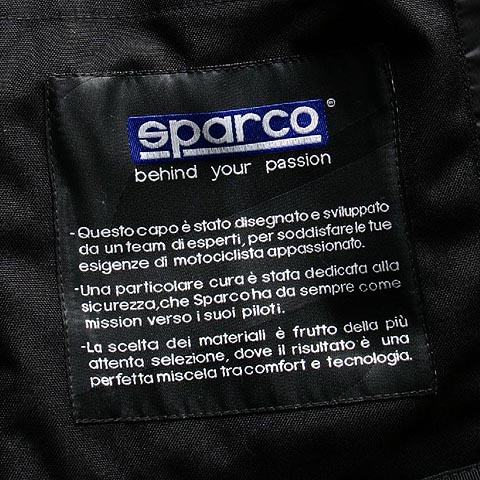 sparco®
behind your passion
-Questo capo è stato disegnato e sviluppato
da un team di esperti, per soddisfare le tue
esigenze di motociclista appassionato.
-Una particolare cura è stata dedicata alla
sicurezza, che Sparco ha da sempre come
mission verso i suoi piloti.
-La scelta dei materiali è frutto della più
attenta selezione, dove il risultato è una
perfetta miscela tra comfort e tecnologia.